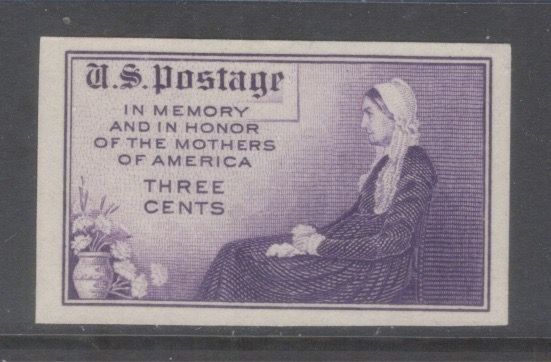 U.S. Postage
IN MEMORY
AND IN HONOR
OF THE MOTHERS
OF AMERICA
THREE
CENTS